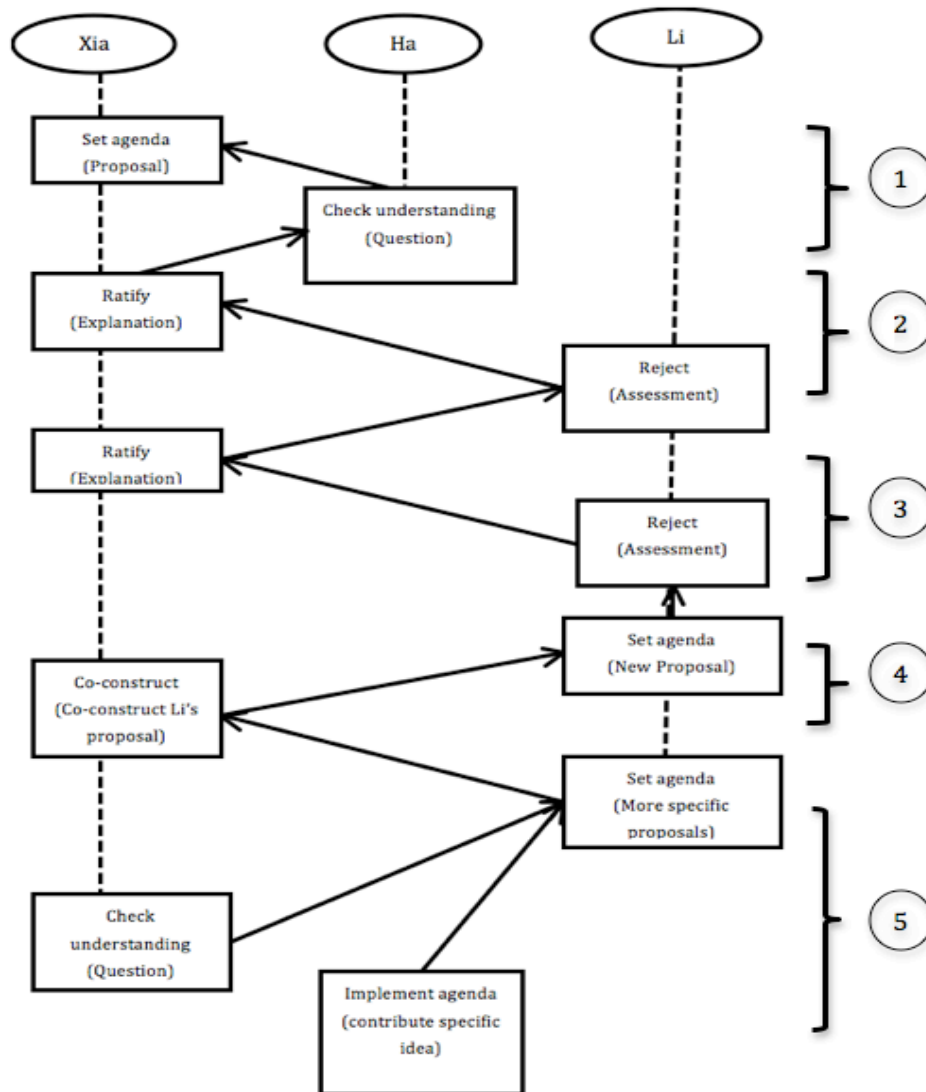 Xia
Ha
Li
Set agenda
(Proposal)
1
Check understanding
(Question)
Ratify
(Explanation)
2
Reject
(Assessment)
Ratify
(Explanation)
3
Reject
(Assessment)
Set agenda
(New Proposal)
4
Co-construct
(Co-construct Li's
proposal)
Set agenda
(More specific
proposals)
Check
understanding
(Question)
5
Implement agenda
(contribute specific
idea)